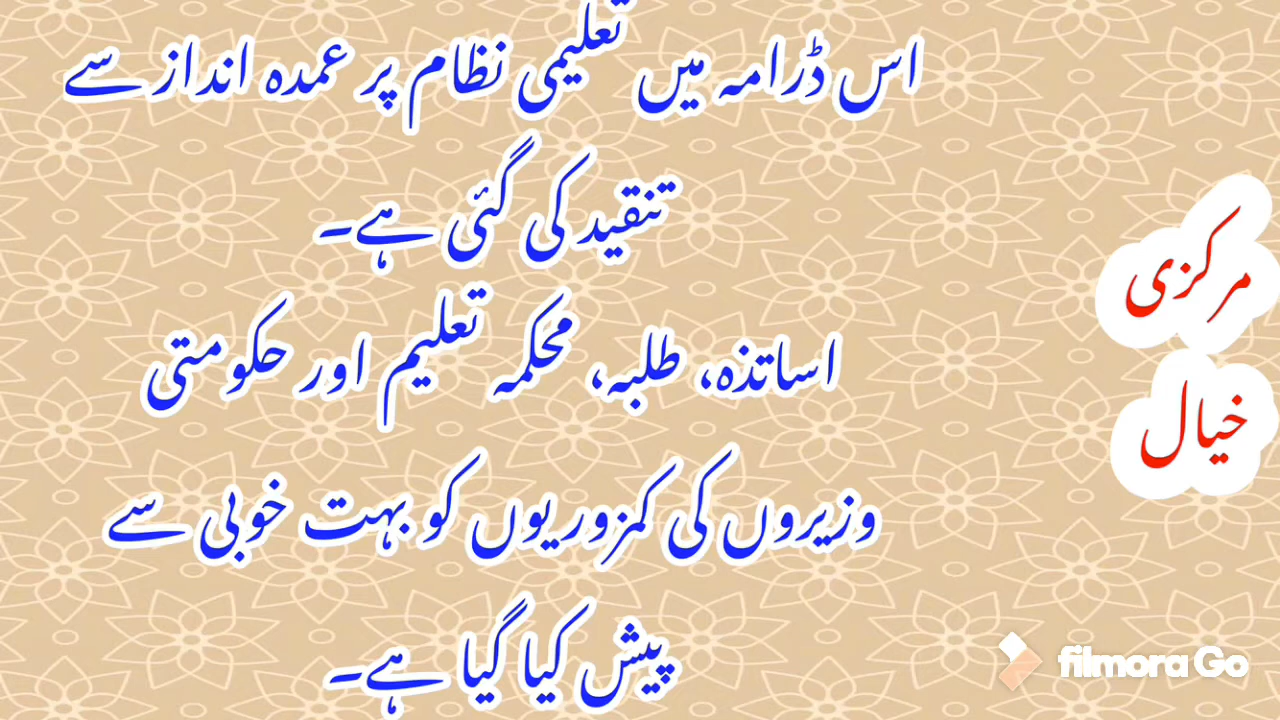 مرکزی
خیال
اس ڈرامہ میں تعلیمی نظام پر عمدہ انداز سے
تنقید کی گئی ہے۔
اساتذہ، طلبہ، محکمہ تعلیم اور حکومتی
وزیروں کی کمزوریوں کو بہت خوبی سے
پیش کیا گیا ہے۔
filmora Go